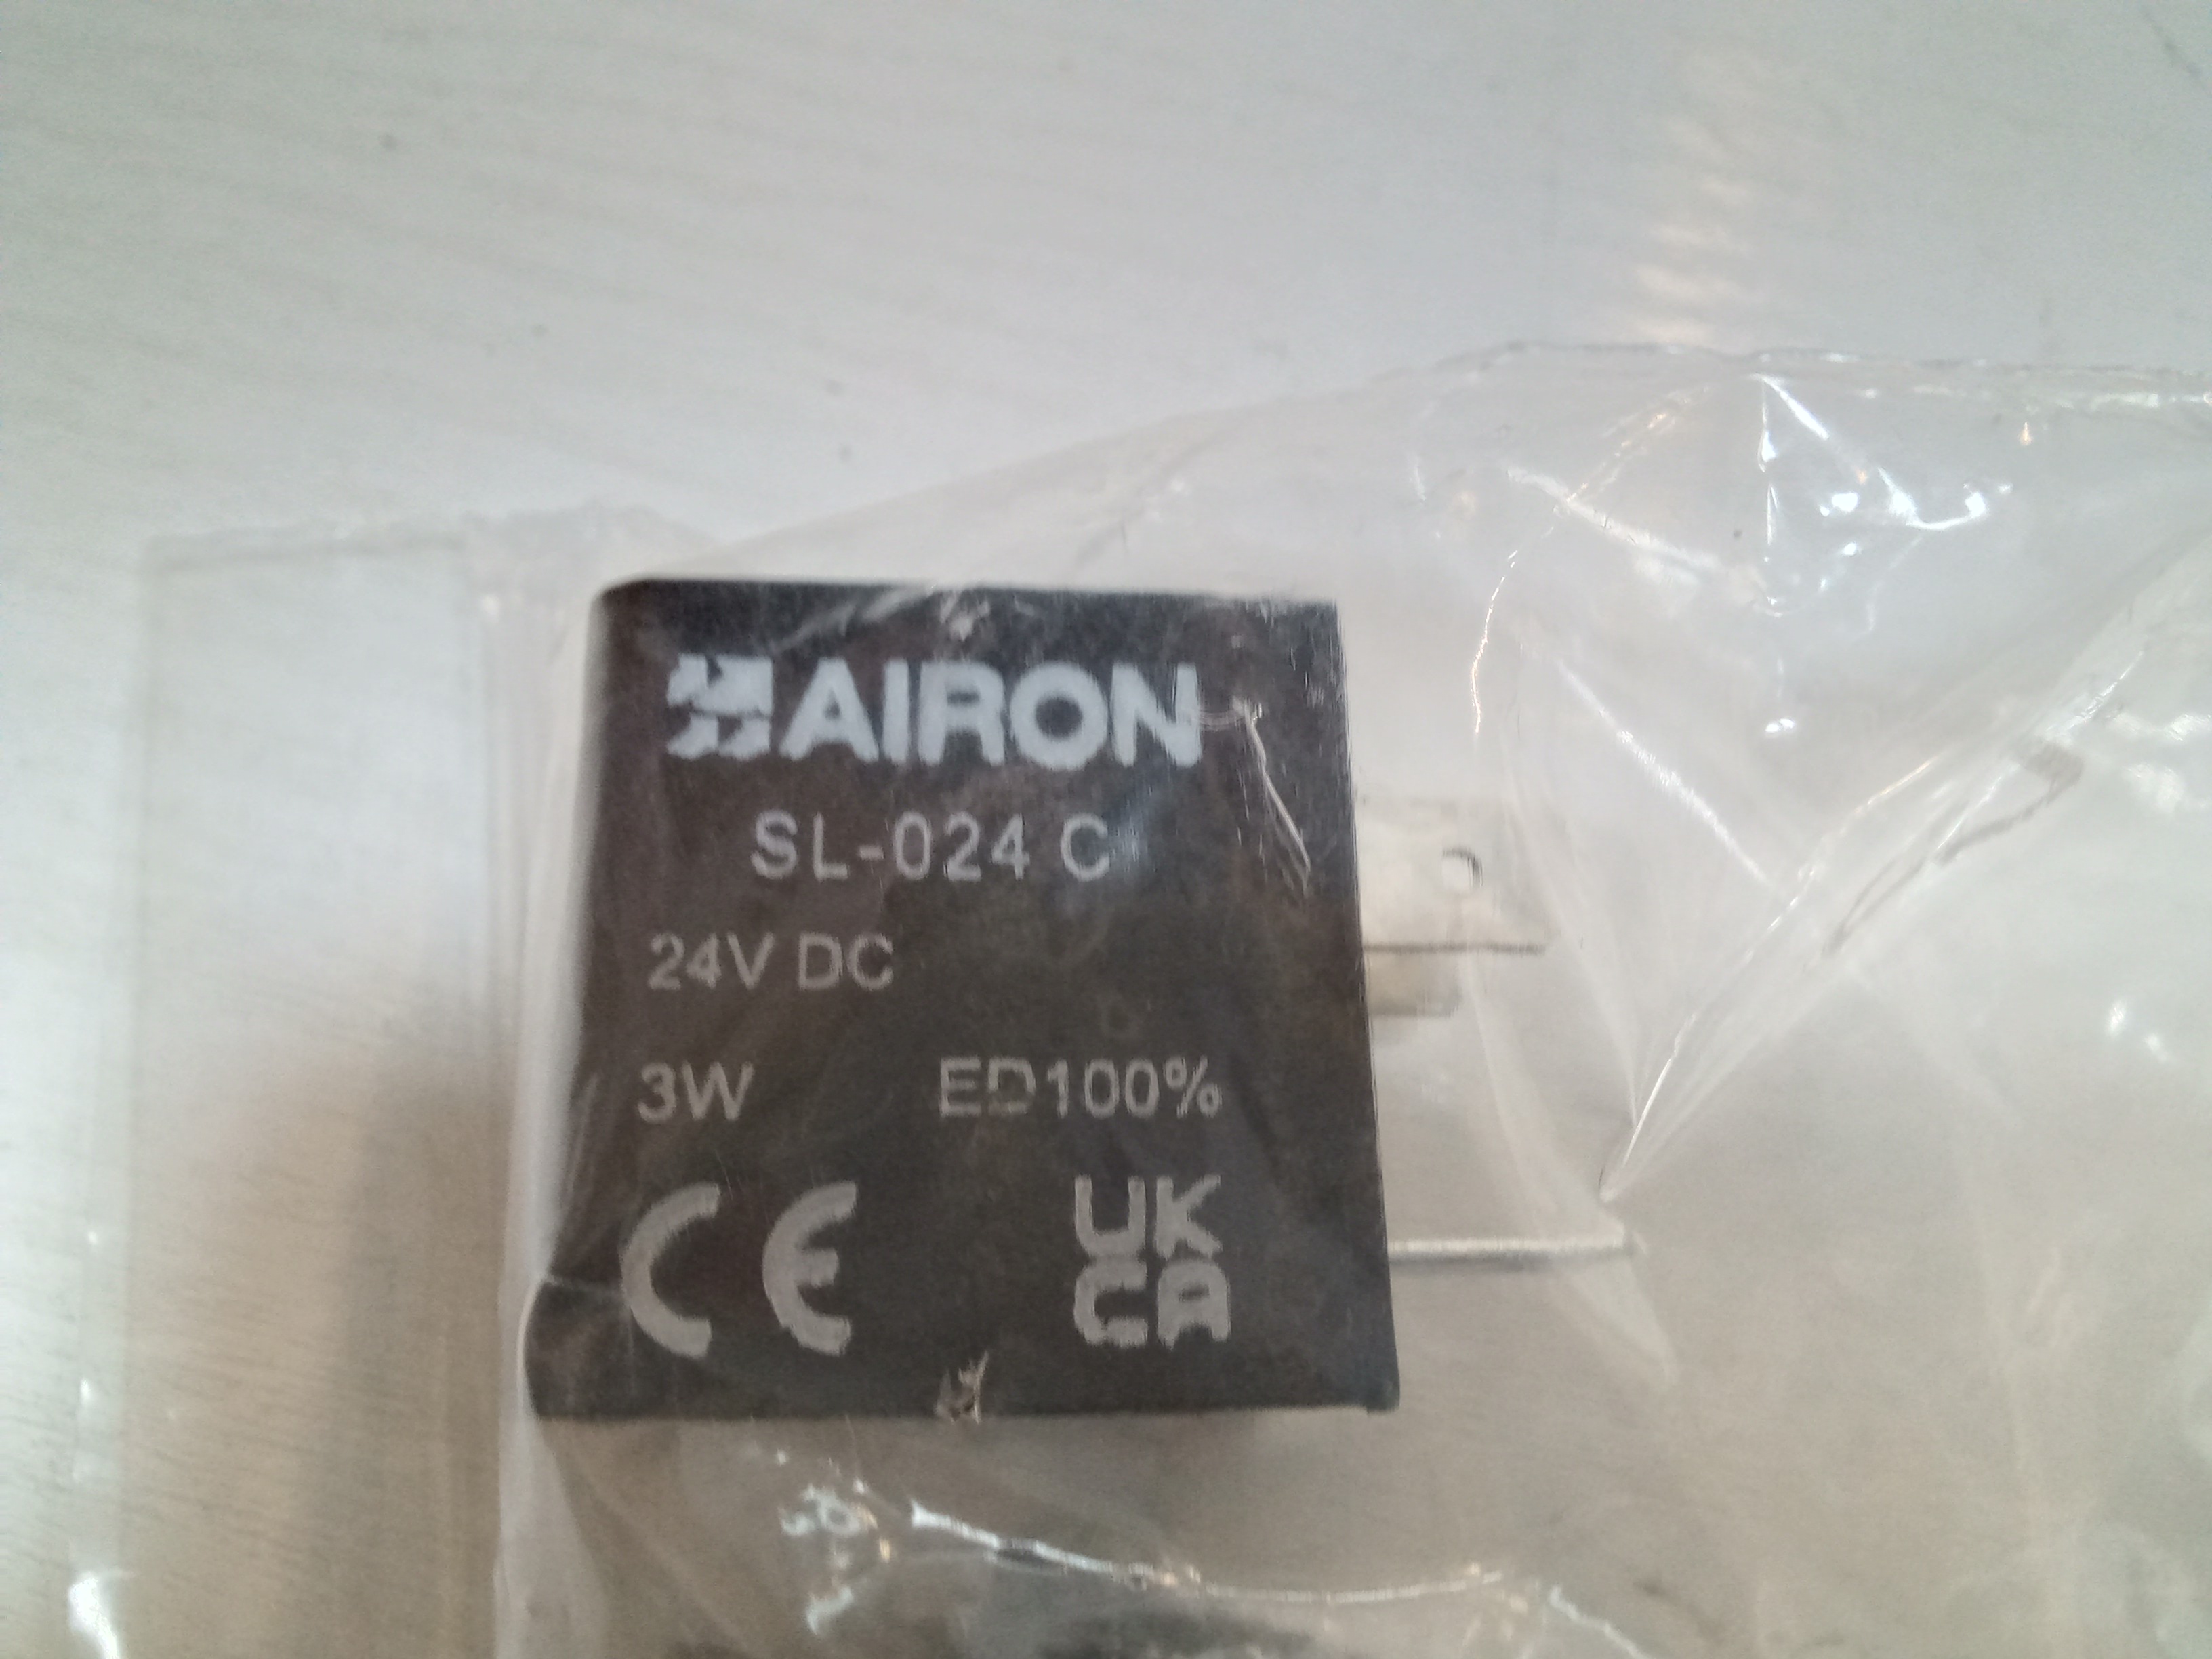 AIRON
SL-024 C
24V DC
3W ED100%
CE UK
CA